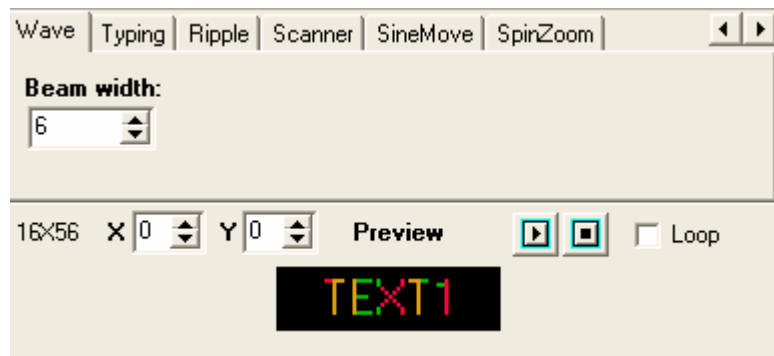 Wave Typing Ripple Scanner SineMove SpinZoom
Beam width:
6
16X56 X 0 Y 0 Preview Loop
TEXT1